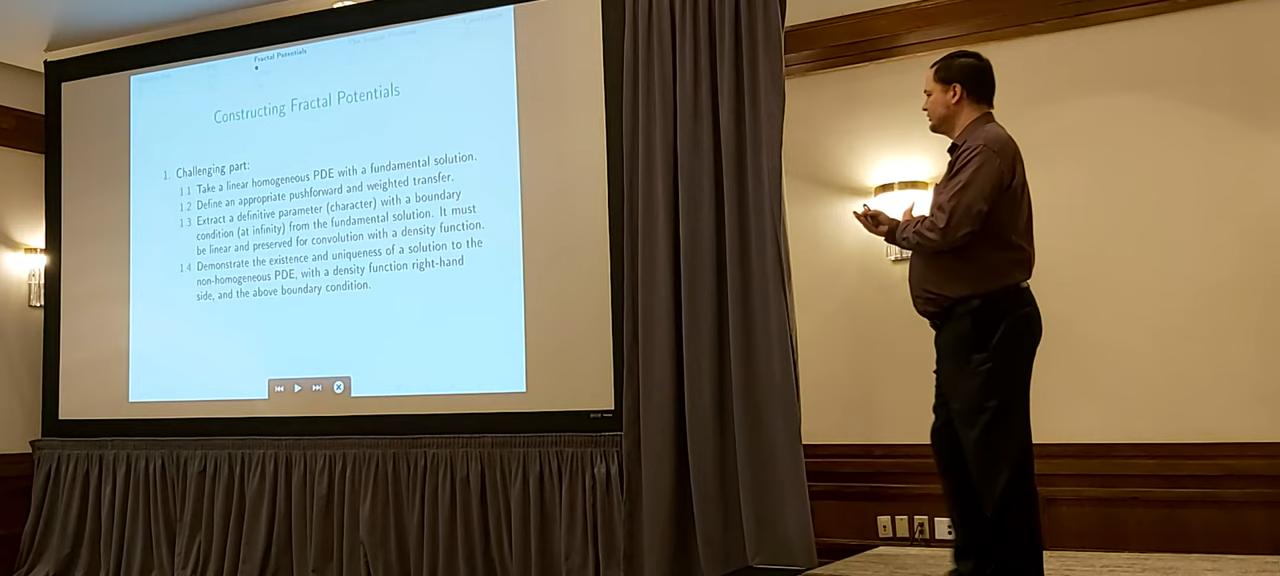 Fractal Potentials
Constructing Fractal Potentials
1. Challenging part:
1.1 Take a linear homogeneous PDE with a fundamental solution.
1.2 Define an appropriate pushforward and weighted transfer.
1.3 Extract a definitive parameter (character) with a boundary
condition (at infinity) from the fundamental solution. It must
be linear and preserved for convolution with a density function.
1.4 Demonstrate the existence and uniqueness of a solution to the
non-homogeneous PDE, with a density function right-hand
side, and the above boundary condition.